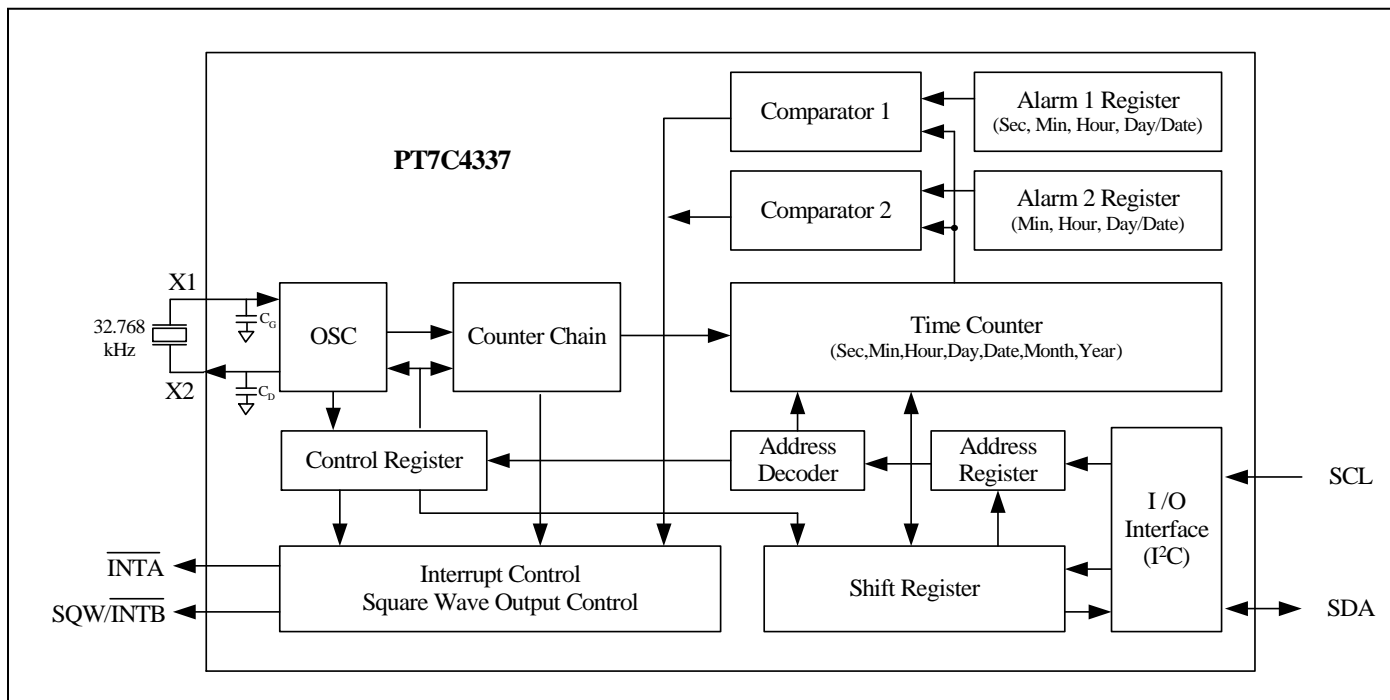 Comparator 1
Alarm 1 Register
(Sec, Min, Hour, Day/Date)
PT7C4337
Comparator 2
Alarm 2 Register
(Min, Hour, Day/Date)
X1
32.768
kHz
X2
C_G
C_D
OSC
Counter Chain
Time Counter
(Sec,Min,Hour,Day,Date,Month,Year)
Control Register
Address
Decoder
Address
Register
I /O
Interface
(I²C)
SCL
SDA
INTA
SQW/INTB
Interrupt Control
Square Wave Output Control
Shift Register